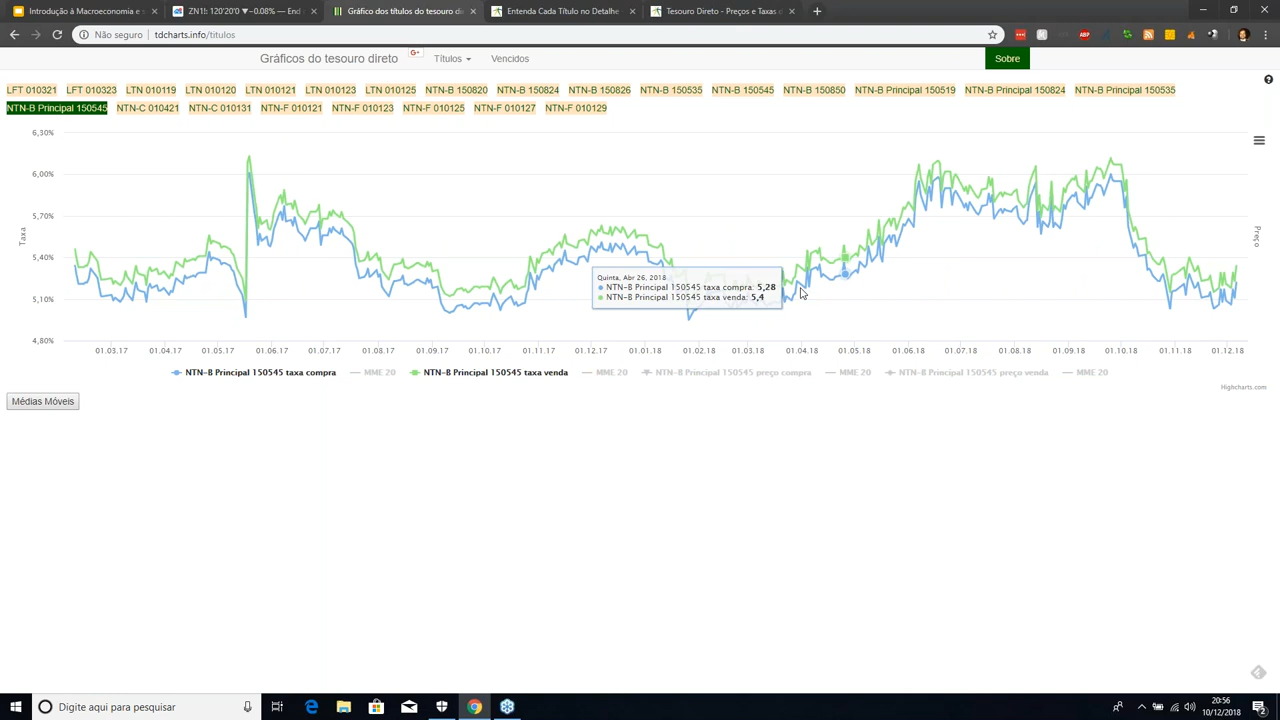 Introdução à Macroeconomia e s
ZN1!: 120'20'0 ▼−0.08% — End
Gráfico dos títulos do tesouro di
Entenda Cada Título no Detalhe
Tesouro Direto - Preços e Taxas d
Não seguro | tdcharts.info/titulos
Gráficos do tesouro direto G+ Títulos Vencidos Sobre
LFT 010321 LFT 010323 LTN 010119 LTN 010120 LTN 010121 LTN 010123 LTN 010125 NTN-B 150820 NTN-B 150824 NTN-B 150826 NTN-B 150535 NTN-B 150545 NTN-B 150850 NTN-B Principal 150519 NTN-B Principal 150824 NTN-B Principal 150535
NTN-B Principal 150545 NTN-C 010421 NTN-C 010131 NTN-F 010121 NTN-F 010123 NTN-F 010125 NTN-F 010127 NTN-F 010129
6,30%
6,00%
5,70%
5,40%
5,10%
4,80%
Taxa
Preço
Quinta, Abr 26, 2018
NTN-B Principal 150545 taxa compra: 5,28
NTN-B Principal 150545 taxa venda: 5,4
01.03.17 01.04.17 01.05.17 01.06.17 01.07.17 01.08.17 01.09.17 01.10.17 01.11.17 01.12.17 01.01.18 01.02.18 01.03.18 01.04.18 01.05.18 01.06.18 01.07.18 01.08.18 01.09.18 01.10.18 01.11.18 01.12.18
NTN-B Principal 150545 taxa compra MME 20 NTN-B Principal 150545 taxa venda MME 20 NTN-B Principal 150545 preço compra MME 20 NTN-B Principal 150545 preço venda MME 20
Highcharts.com
Médias Móveis
Digite aqui para pesquisar
20:56
10/12/2018
2